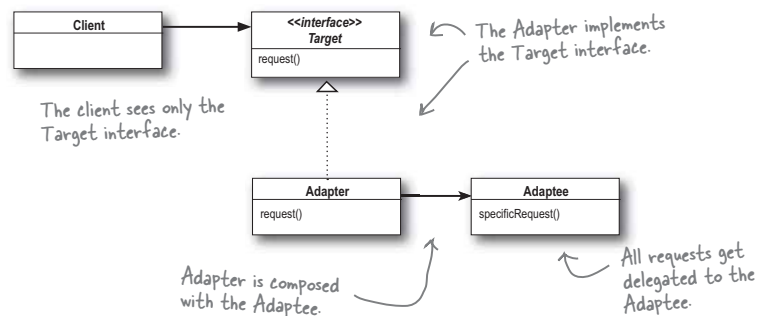 Client
<<interface>>
Target
request()
The Adapter implements
the Target interface.
The client sees only the
Target interface.
Adapter
request()
Adaptee
specificRequest()
Adapter is composed
with the Adaptee.
All requests get
delegated to the
Adaptee.